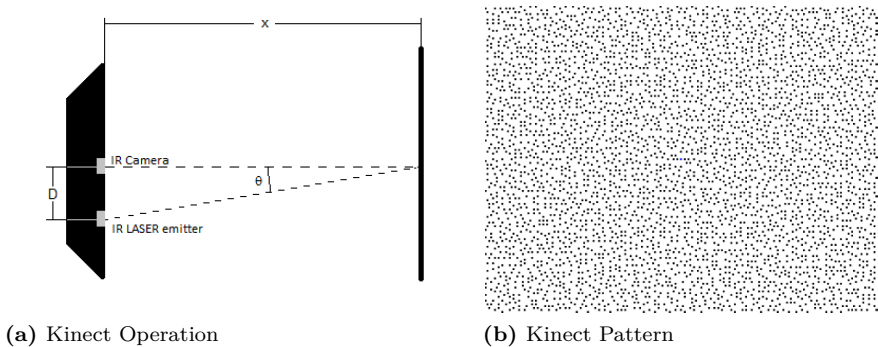 x
IR Camera
D
θ
IR LASER emitter
(a) Kinect Operation
(b) Kinect Pattern